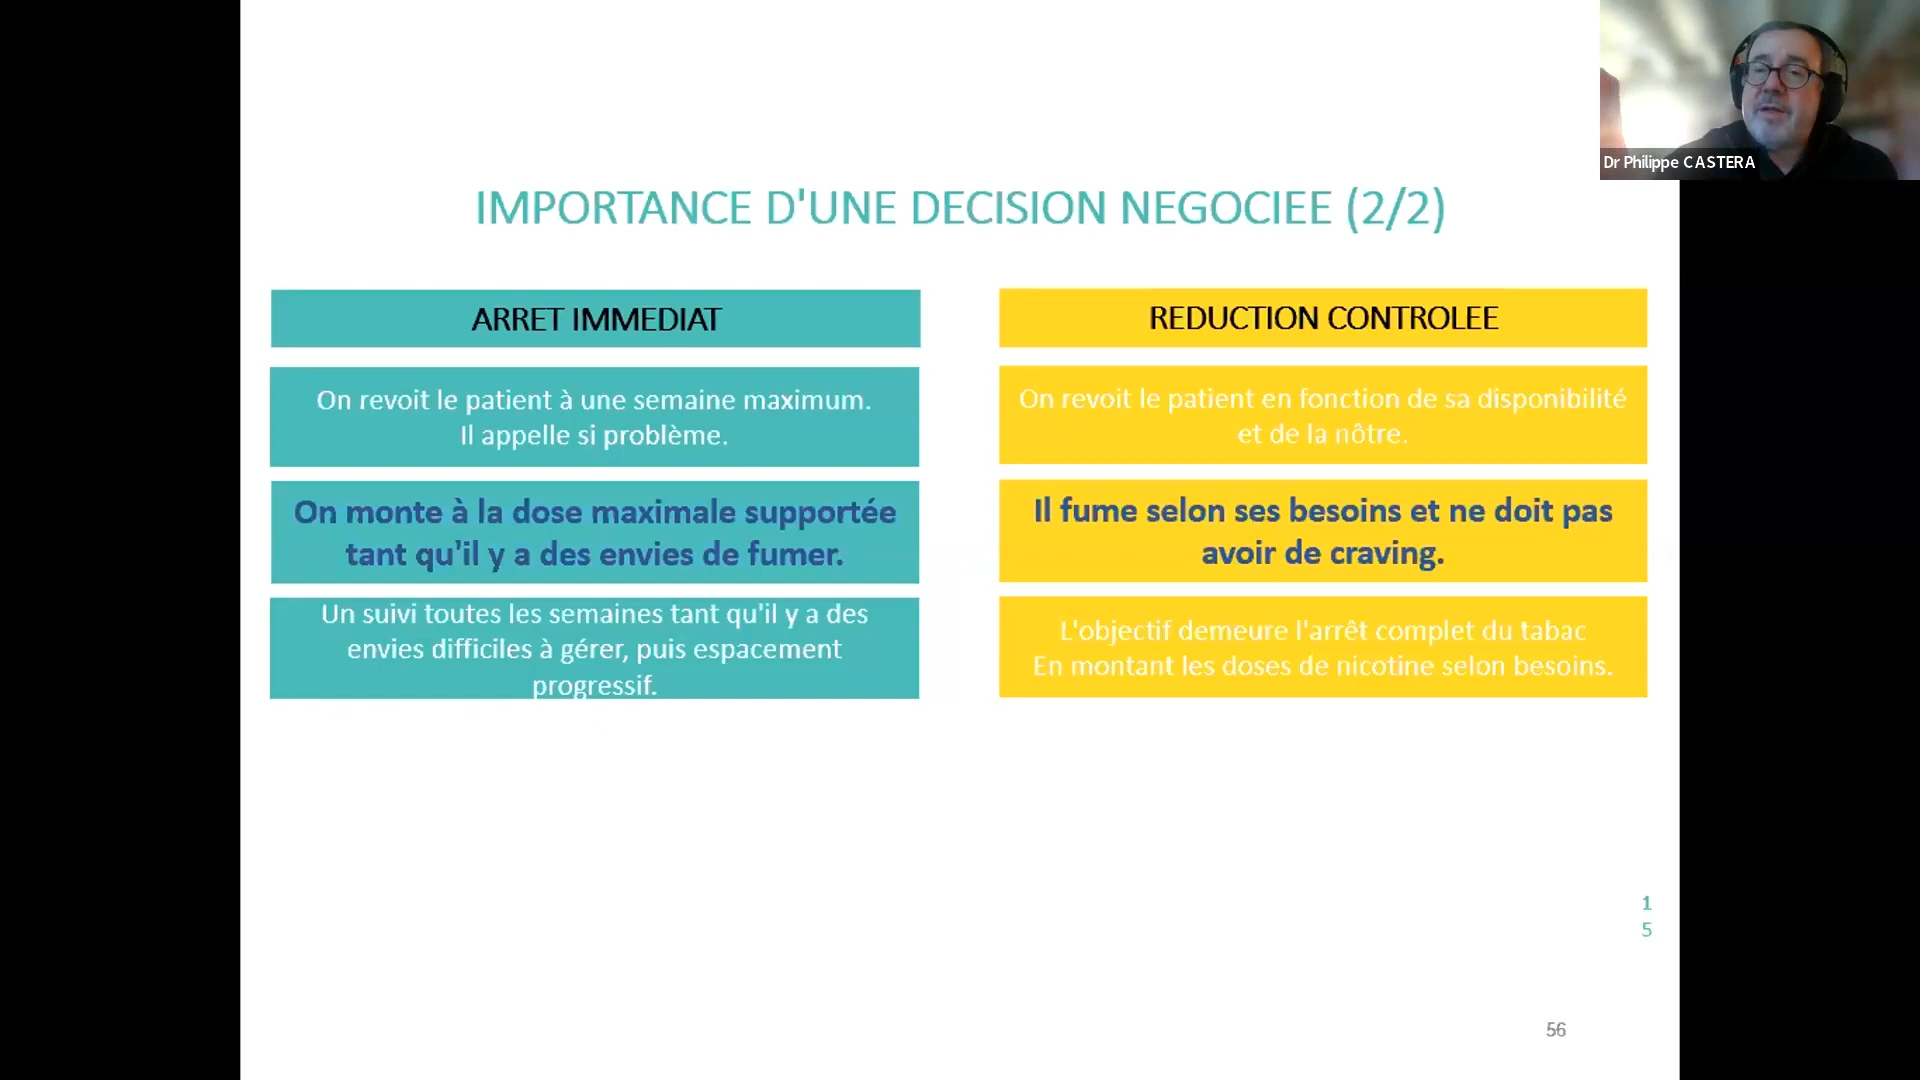 Dr Philippe CASTERA
IMPORTANCE D'UNE DECISION NEGOCIEE (2/2)
ARRET IMMEDIAT
On revoit le patient à une semaine maximum.
Il appelle si problème.
On monte à la dose maximale supportée
tant qu'il y a des envies de fumer.
Un suivi toutes les semaines tant qu'il y a des
envies difficiles à gérer, puis espacement
progressif.
REDUCTION CONTROLEE
On revoit le patient en fonction de sa disponibilité
et de la nôtre.
Il fume selon ses besoins et ne doit pas
avoir de craving.
L'objectif demeure l'arrêt complet du tabac
En montant les doses de nicotine selon besoins.
1
5
56